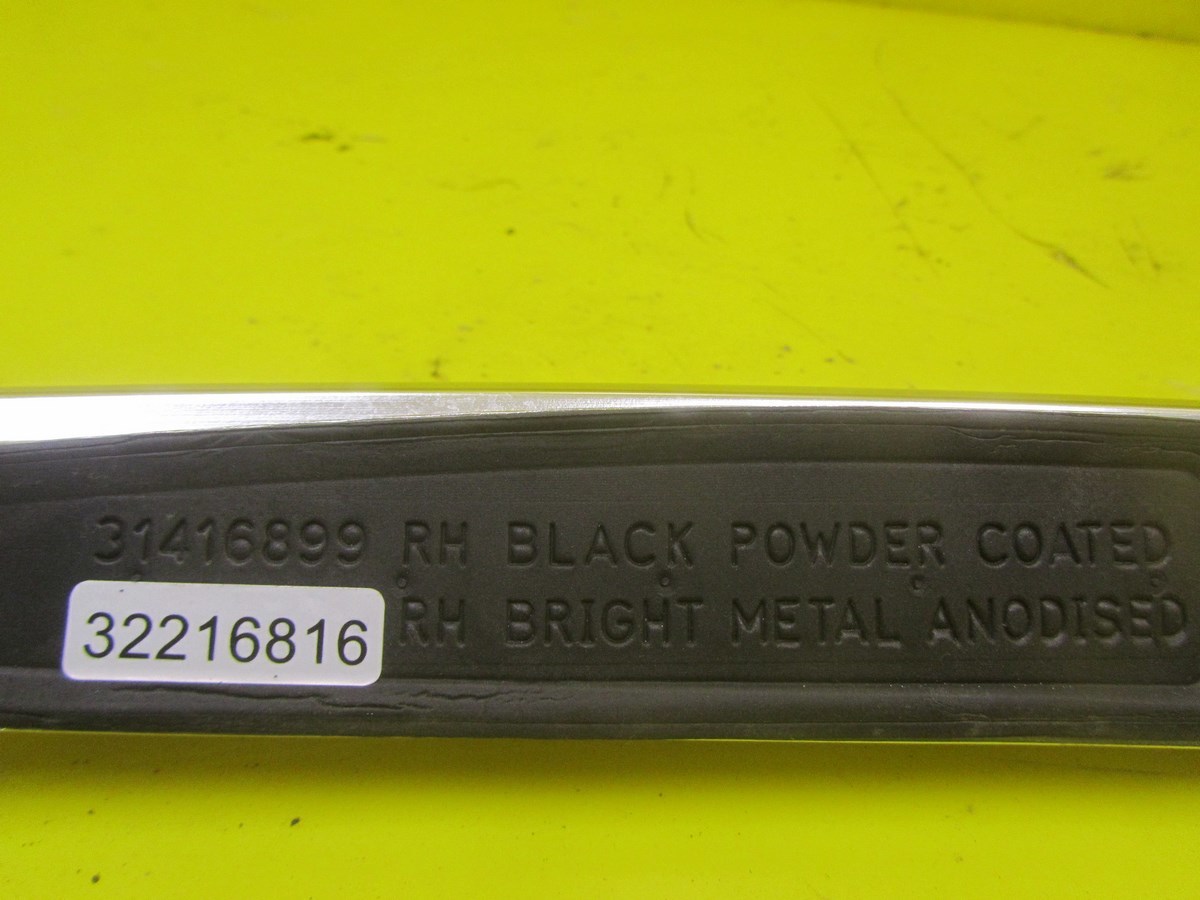 31416899 RH BLACK POWDER COATED
32216816 RH BRIGHT METAL ANODISED